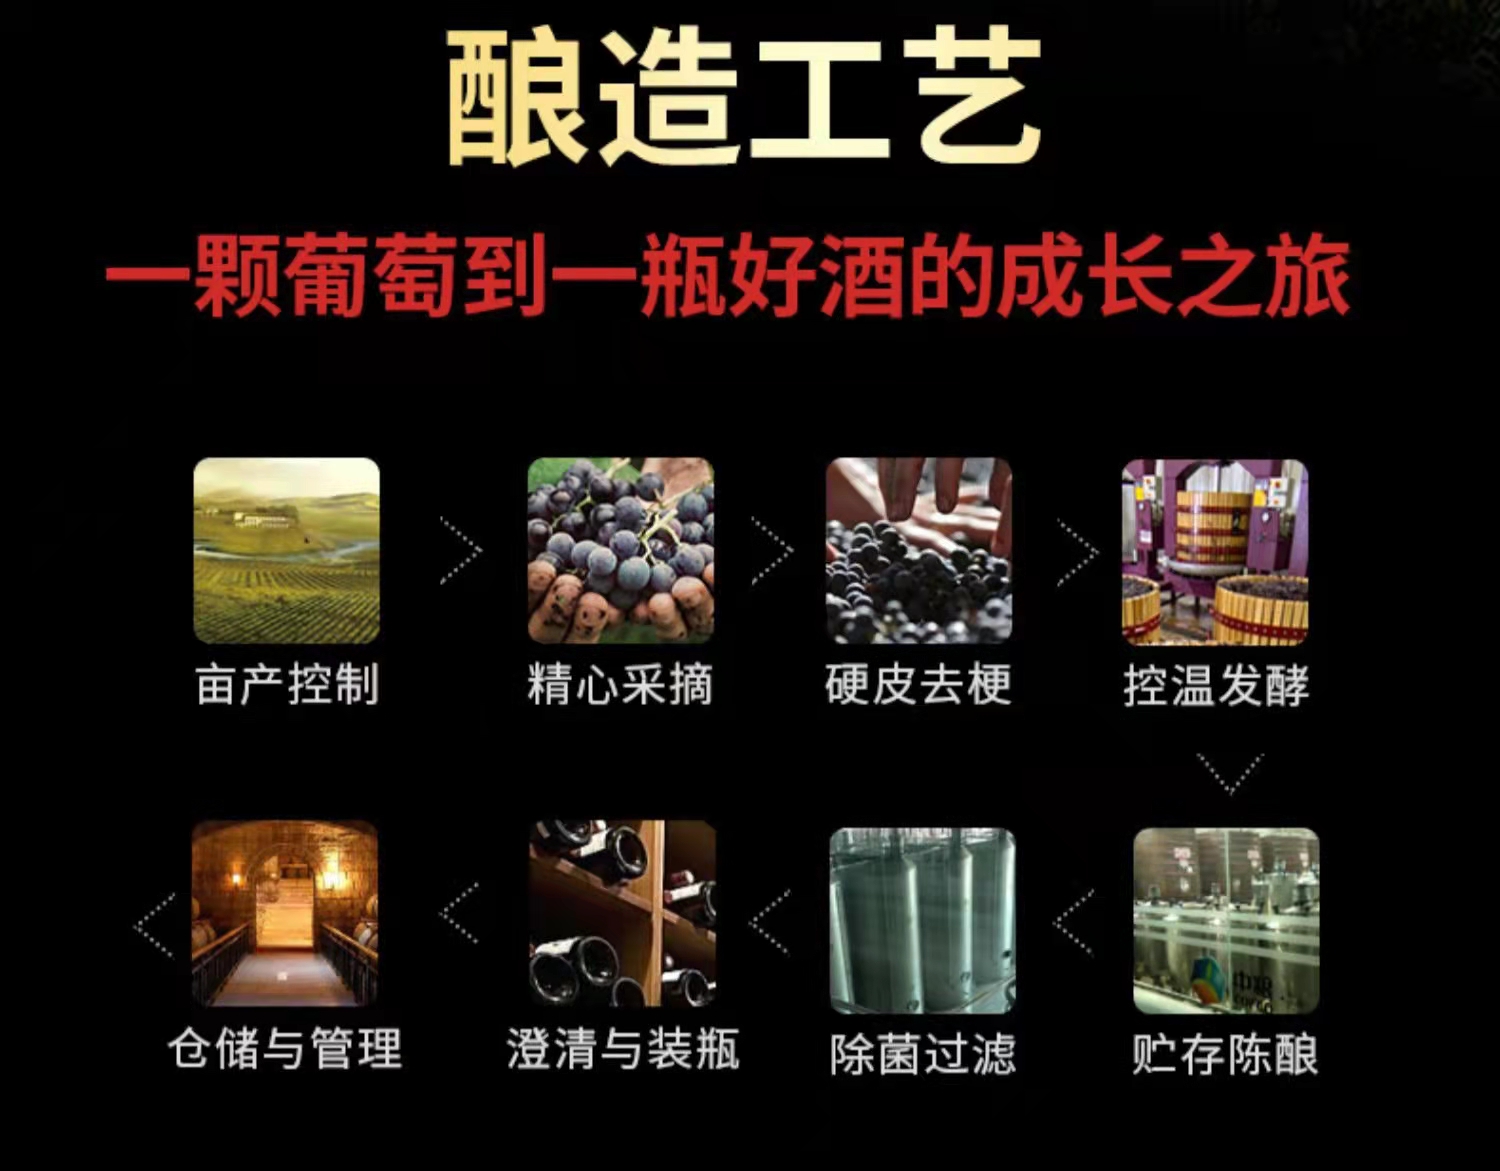 酿造工艺
一颗葡萄到一瓶好酒的成长之旅
亩产控制
精心采摘
硬皮去梗
控温发酵
仓储与管理
澄清与装瓶
除菌过滤
贮存陈酿